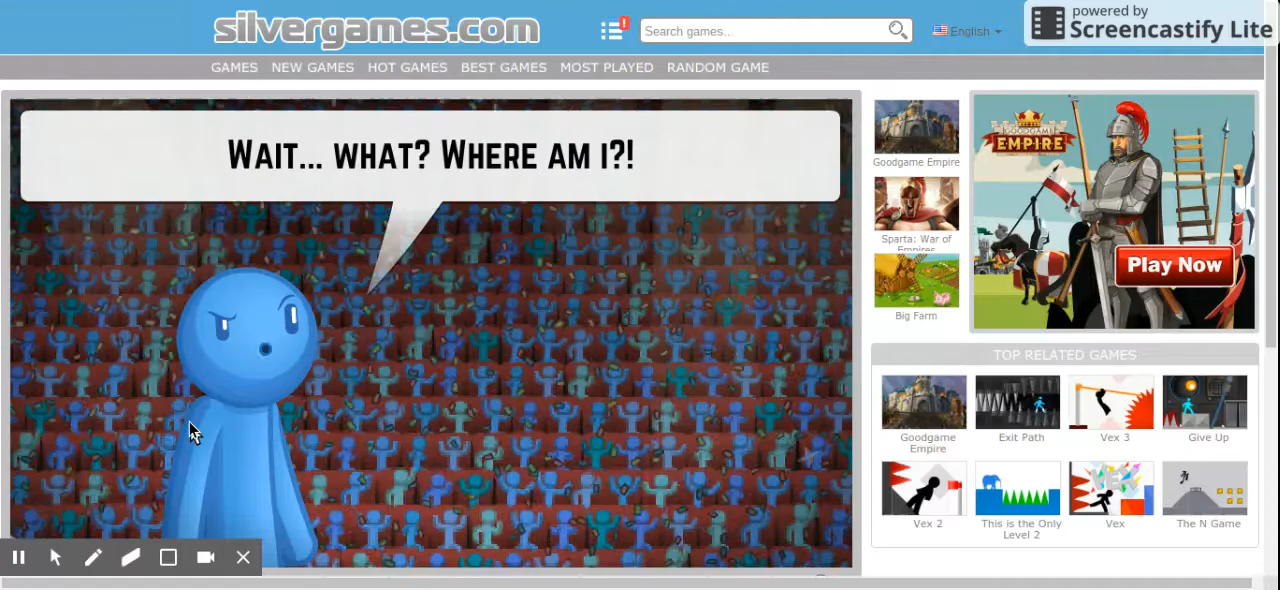 silvergames.com
!
Search games...
English
powered by
Screencastify Lite
GAMES NEW GAMES HOT GAMES BEST GAMES MOST PLAYED RANDOM GAME
WAIT... WHAT? WHERE AM I?!
Goodgame Empire
Sparta: War of
Empires
Big Farm
GOODGAME
EMPIRE
Play Now
TOP RELATED GAMES
Goodgame
Empire
Exit Path
Vex 3
Give Up
Vex 2
This is the Only
Level 2
Vex
The N Game